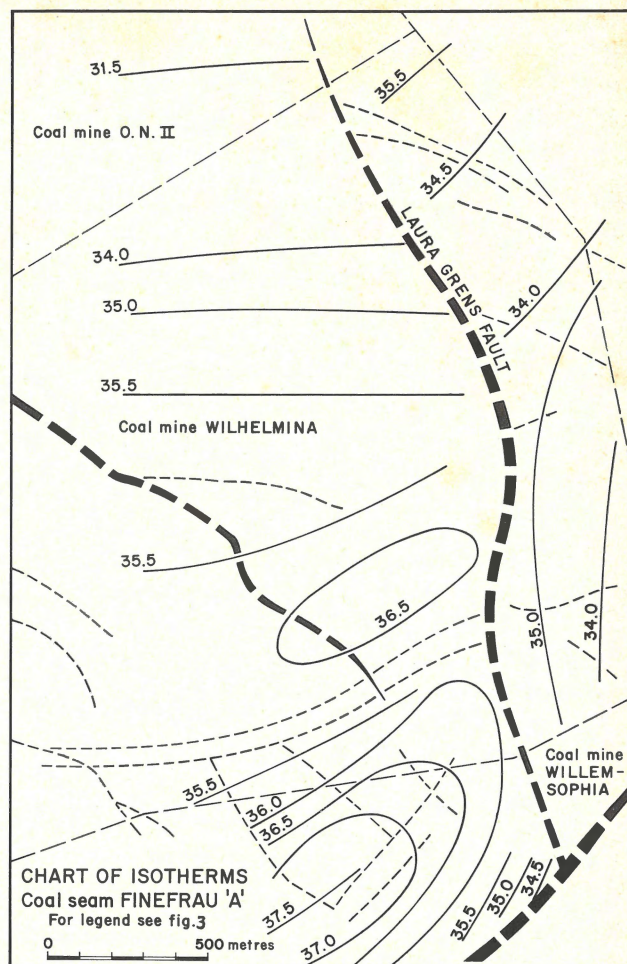 31.5
35.5
Coal mine O.N.II
34.5
LAURA GRENS FAULT
34.0
34.0
35.0
35.5
Coal mine WILHELMINA
35.5
36.5
35.0
34.0
Coal mine
WILLEM-
SOPHIA
35.5
36.0
36.5
CHART OF ISOTHERMS
Coal seam FINEFRAU 'A'
For legend see fig.3
0 500 metres
37.5
37.0
35.5
35.0
34.5